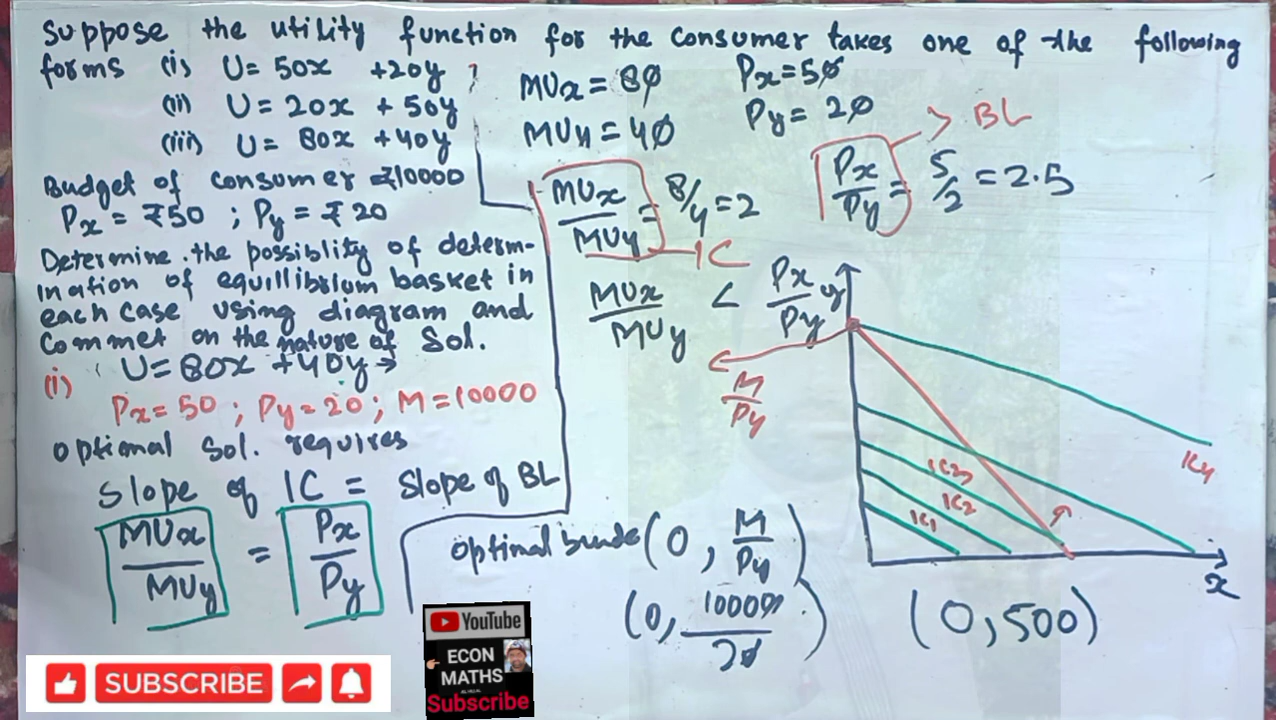 Suppose the utility function for the consumer takes one of the following
forms (i) U= 50x +20y
(ii) U= 20x + 50y
(iii) U= 80x +40y
Budget of consumer = ₹10000
Px = ₹50 ; Py = ₹20
Determine the possiblity of determ-
ination of equillibrium basket in
each case using diagram and
Commet on the nature of Sol.
(i) U=80x +40y →
Px=50 ; Py=20; M=10000
optimal Sol. requires
Slope of IC = Slope of BL
MUx/MUy = Px/Py
MUx = 80 Px=50
MUy = 40 Py= 20
MUx/MUy = 8/4 = 2
IC
Px/Py = 5/2 = 2.5
BL
MUx/MUy < Px/Py
y
M/Py
IC1
IC2
IC3
IC4
x
optimal bundle (0, M/Py)
(0, 10000/20) (0,500)
YouTube
ECON
MATHS
Subscribe
SUBSCRIBE